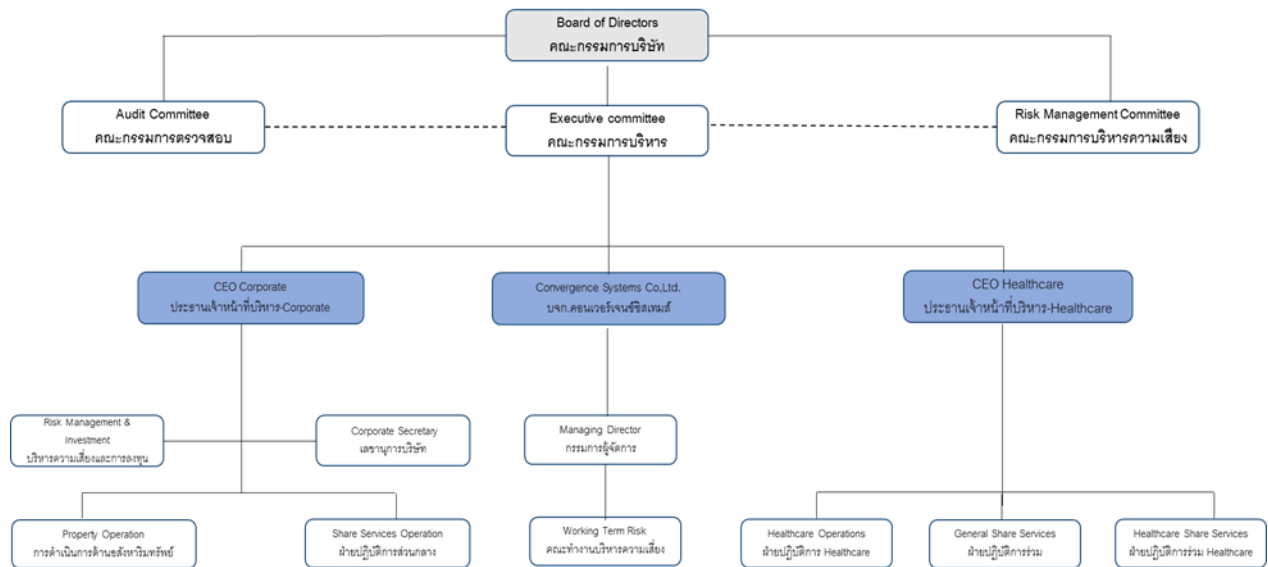 Board of Directors
คณะกรรมการบริษัท
Audit Committee
คณะกรรมการตรวจสอบ
Executive committee
คณะกรรมการบริหาร
Risk Management Committee
คณะกรรมการบริหารความเสี่ยง
CEO Corporate
ประธานเจ้าหน้าที่บริหาร-Corporate
Convergence Systems Co,Ltd.
บจก.คอนเวอร์เจนซ์ซิสเทมส์
CEO Healthcare
ประธานเจ้าหน้าที่บริหาร-Healthcare
Risk Management &
Investment
บริหารความเสี่ยงและการลงทุน
Corporate Secretary
เลขานุการบริษัท
Managing Director
กรรมการผู้จัดการ
Property Operation
การดำเนินการด้านอสังหาริมทรัพย์
Share Services Operation
ฝ่ายปฏิบัติการส่วนกลาง
Working Term Risk
คณะทำงานบริหารความเสี่ยง
Healthcare Operations
ฝ่ายปฏิบัติการ Healthcare
General Share Services
ฝ่ายปฏิบัติการร่วม
Healthcare Share Services
ฝ่ายปฏิบัติการร่วม Healthcare